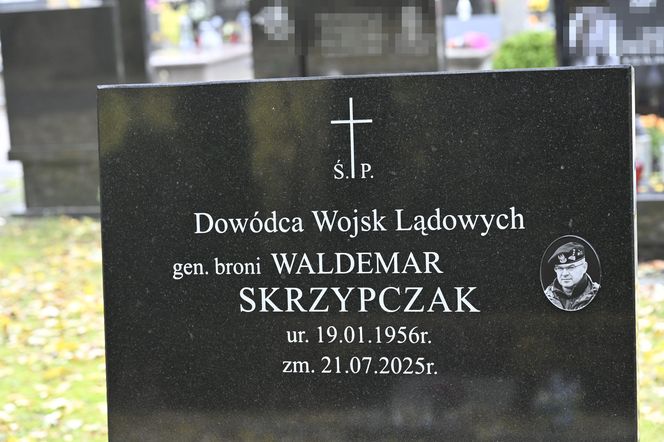 Ś. P.
Dowódca Wojsk Lądowych
gen. broni WALDEMAR
SKRZYPCZAK
ur. 19.01.1956r.
zm. 21.07.2025r.